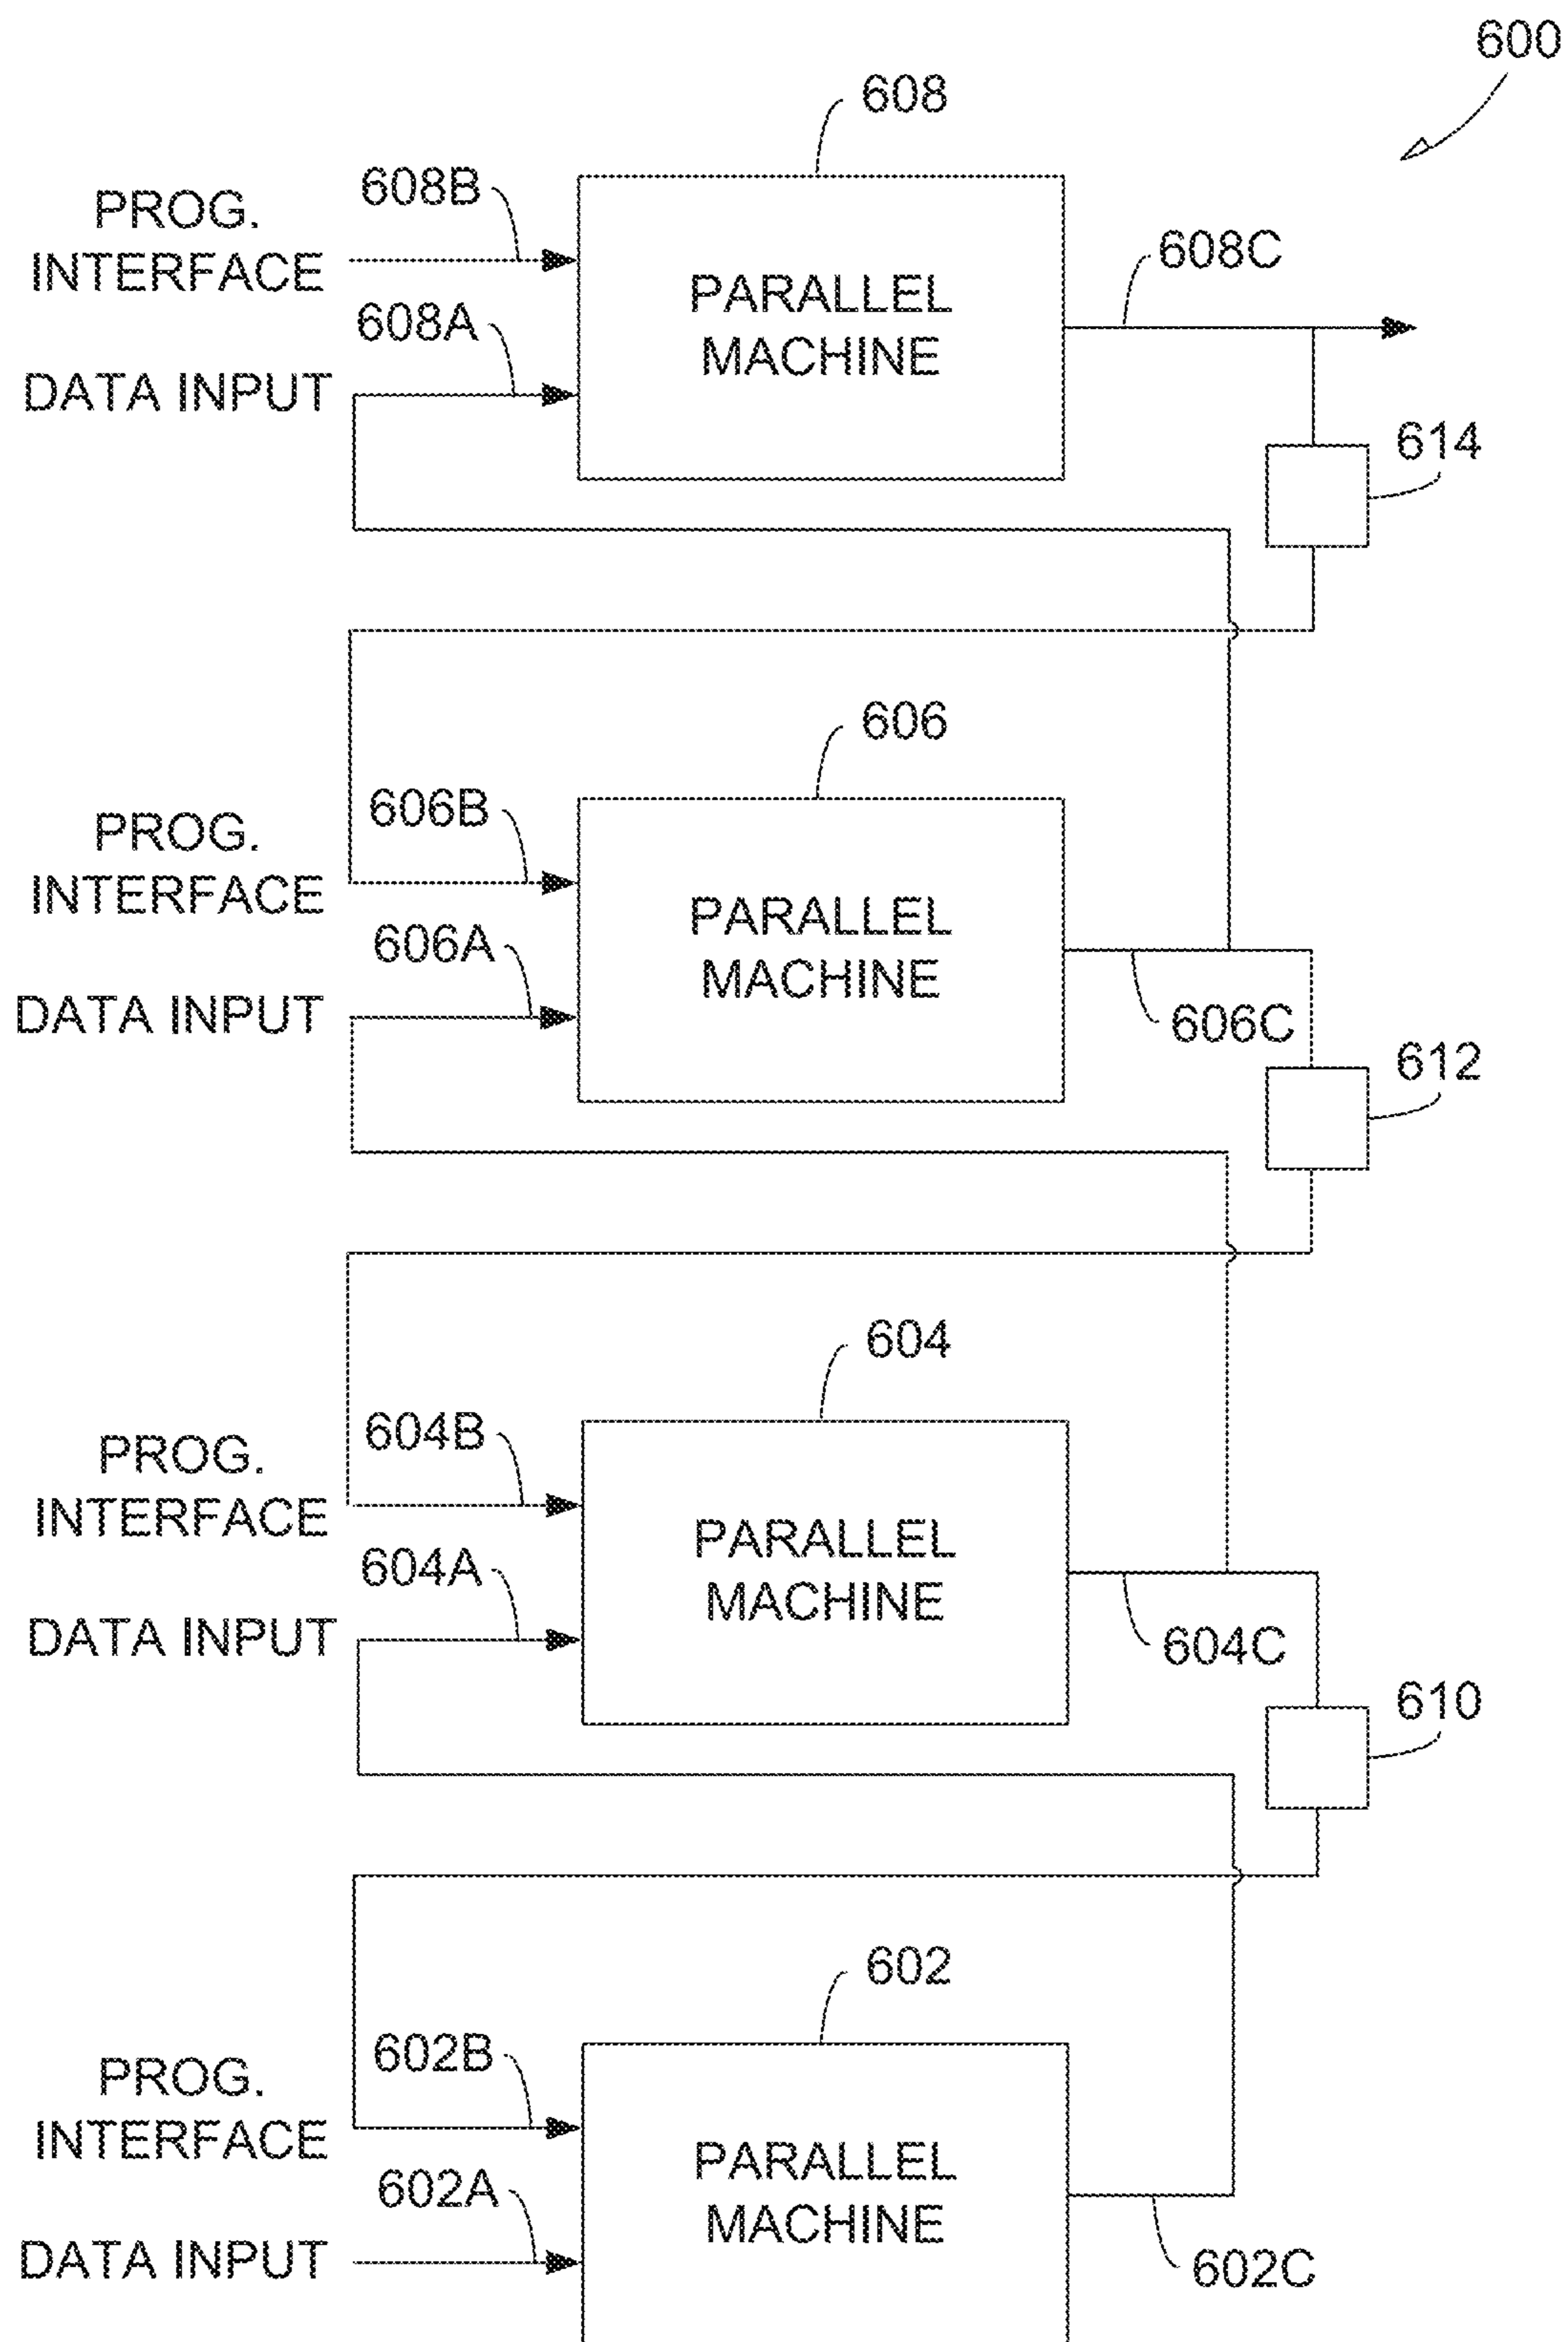 600
608
608B
PROG.
INTERFACE
608A
DATA INPUT
PARALLEL
MACHINE
608C
614
606
606B
PROG.
INTERFACE
606A
DATA INPUT
PARALLEL
MACHINE
606C
612
604
604B
PROG.
INTERFACE
604A
DATA INPUT
PARALLEL
MACHINE
604C
610
602
602B
PROG.
INTERFACE
602A
DATA INPUT
PARALLEL
MACHINE
602C